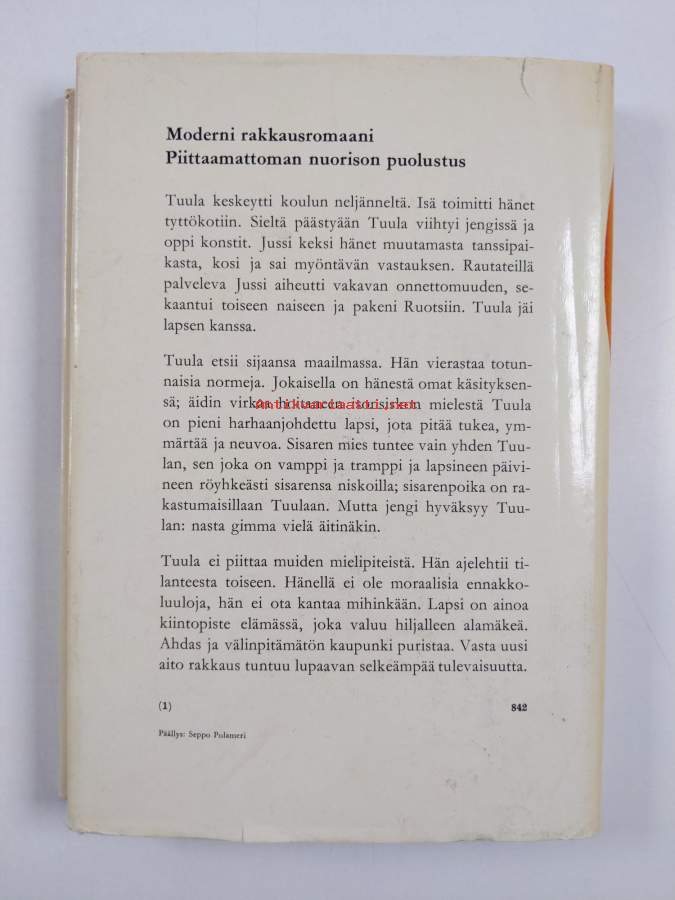 Moderni rakkausromaani
Piittaamattoman nuorison puolustus
Tuula keskeytti koulun neljänneltä. Isä toimitti hänet
tyttökotiin. Sieltä päästyään Tuula viihtyi jengissä ja
oppi konstit. Jussi keksi hänet muutamasta tanssipai-
kasta, kosi ja sai myöntävän vastauksen. Rautateillä
palveleva Jussi aiheutti vakavan onnettomuuden, se-
kaantui toiseen naiseen ja pakeni Ruotsiin. Tuula jäi
lapsen kanssa.
Tuula etsii sijaansa maailmassa. Hän vierastaa totun-
naisia normeja. Jokaisella on hänestä omat käsityksen-
sä; äidin virkaa hoitaneen isonsiskon mielestä Tuula
on pieni harhaanjohdettu lapsi, jota pitää tukea, ym-
märtää ja neuvoa. Sisaren mies tuntee vain yhden Tuu-
lan, sen joka on vamppi ja tramppi ja lapsineen päivi-
neen röyhkeästi sisarensa niskoilla; sisarenpoika on ra-
kastumaisillaan Tuulaan. Mutta jengi hyväksyy Tuu-
lan: nasta gimma vielä äitinäkin.
Tuula ei piittaa muiden mielipiteistä. Hän ajelehtii ti-
lanteesta toiseen. Hänellä ei ole moraalisia ennakko-
luuloja, hän ei ota kantaa mihinkään. Lapsi on ainoa
kiintopiste elämässä, joka valuu hiljalleen alamäkeä.
Ahdas ja välinpitämätön kaupunki puristaa. Vasta uusi
aito rakkaus tuntuu lupaavan selkeämpää tulevaisuutta.
(1) 842
Päällys: Seppo Polameri